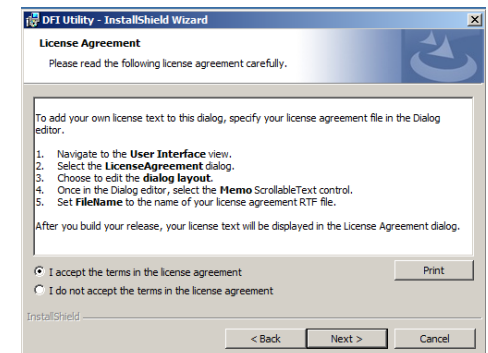 DFI Utility - InstallShield Wizard
License Agreement
Please read the following license agreement carefully.
To add your own license text to this dialog, specify your license agreement file in the Dialog
editor.
1. Navigate to the User Interface view.
2. Select the LicenseAgreement dialog.
3. Choose to edit the dialog layout.
4. Once in the Dialog editor, select the Memo ScrollableText control.
5. Set FileName to the name of your license agreement RTF file.
After you build your release, your license text will be displayed in the License Agreement dialog.
I accept the terms in the license agreement
Print
I do not accept the terms in the license agreement
InstallShield
< Back
Next >
Cancel